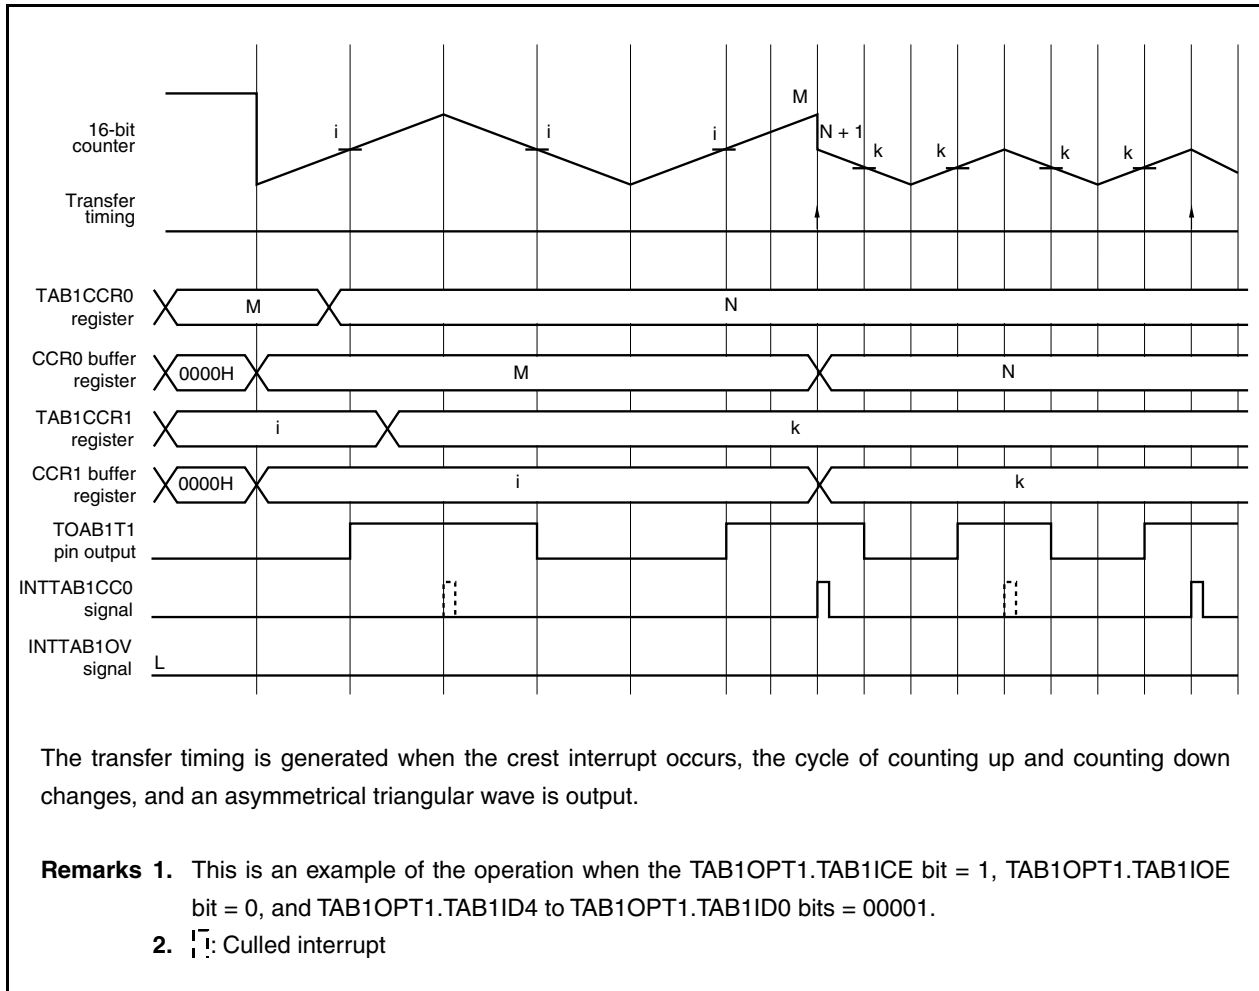 M
16-bit
counter
i
i
i
N + 1
k
k
k
k
Transfer
timing
TAB1CCR0
register
M
N
CCR0 buffer
register
0000H
M
N
TAB1CCR1
register
i
k
CCR1 buffer
register
0000H
i
k
TOAB1T1
pin output
INTTAB1CC0
signal
INTTAB1OV
signal
L
The transfer timing is generated when the crest interrupt occurs, the cycle of counting up and counting down
changes, and an asymmetrical triangular wave is output.
Remarks 1. This is an example of the operation when the TAB1OPT1.TAB1ICE bit = 1, TAB1OPT1.TAB1IOE
bit = 0, and TAB1OPT1.TAB1ID4 to TAB1OPT1.TAB1ID0 bits = 00001.
2. : Culled interrupt